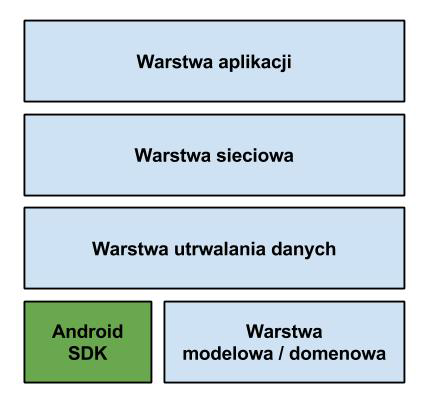 Warstwa aplikacji
Warstwa sieciowa
Warstwa utrwalania danych
Android
SDK
Warstwa
modelowa / domenowa